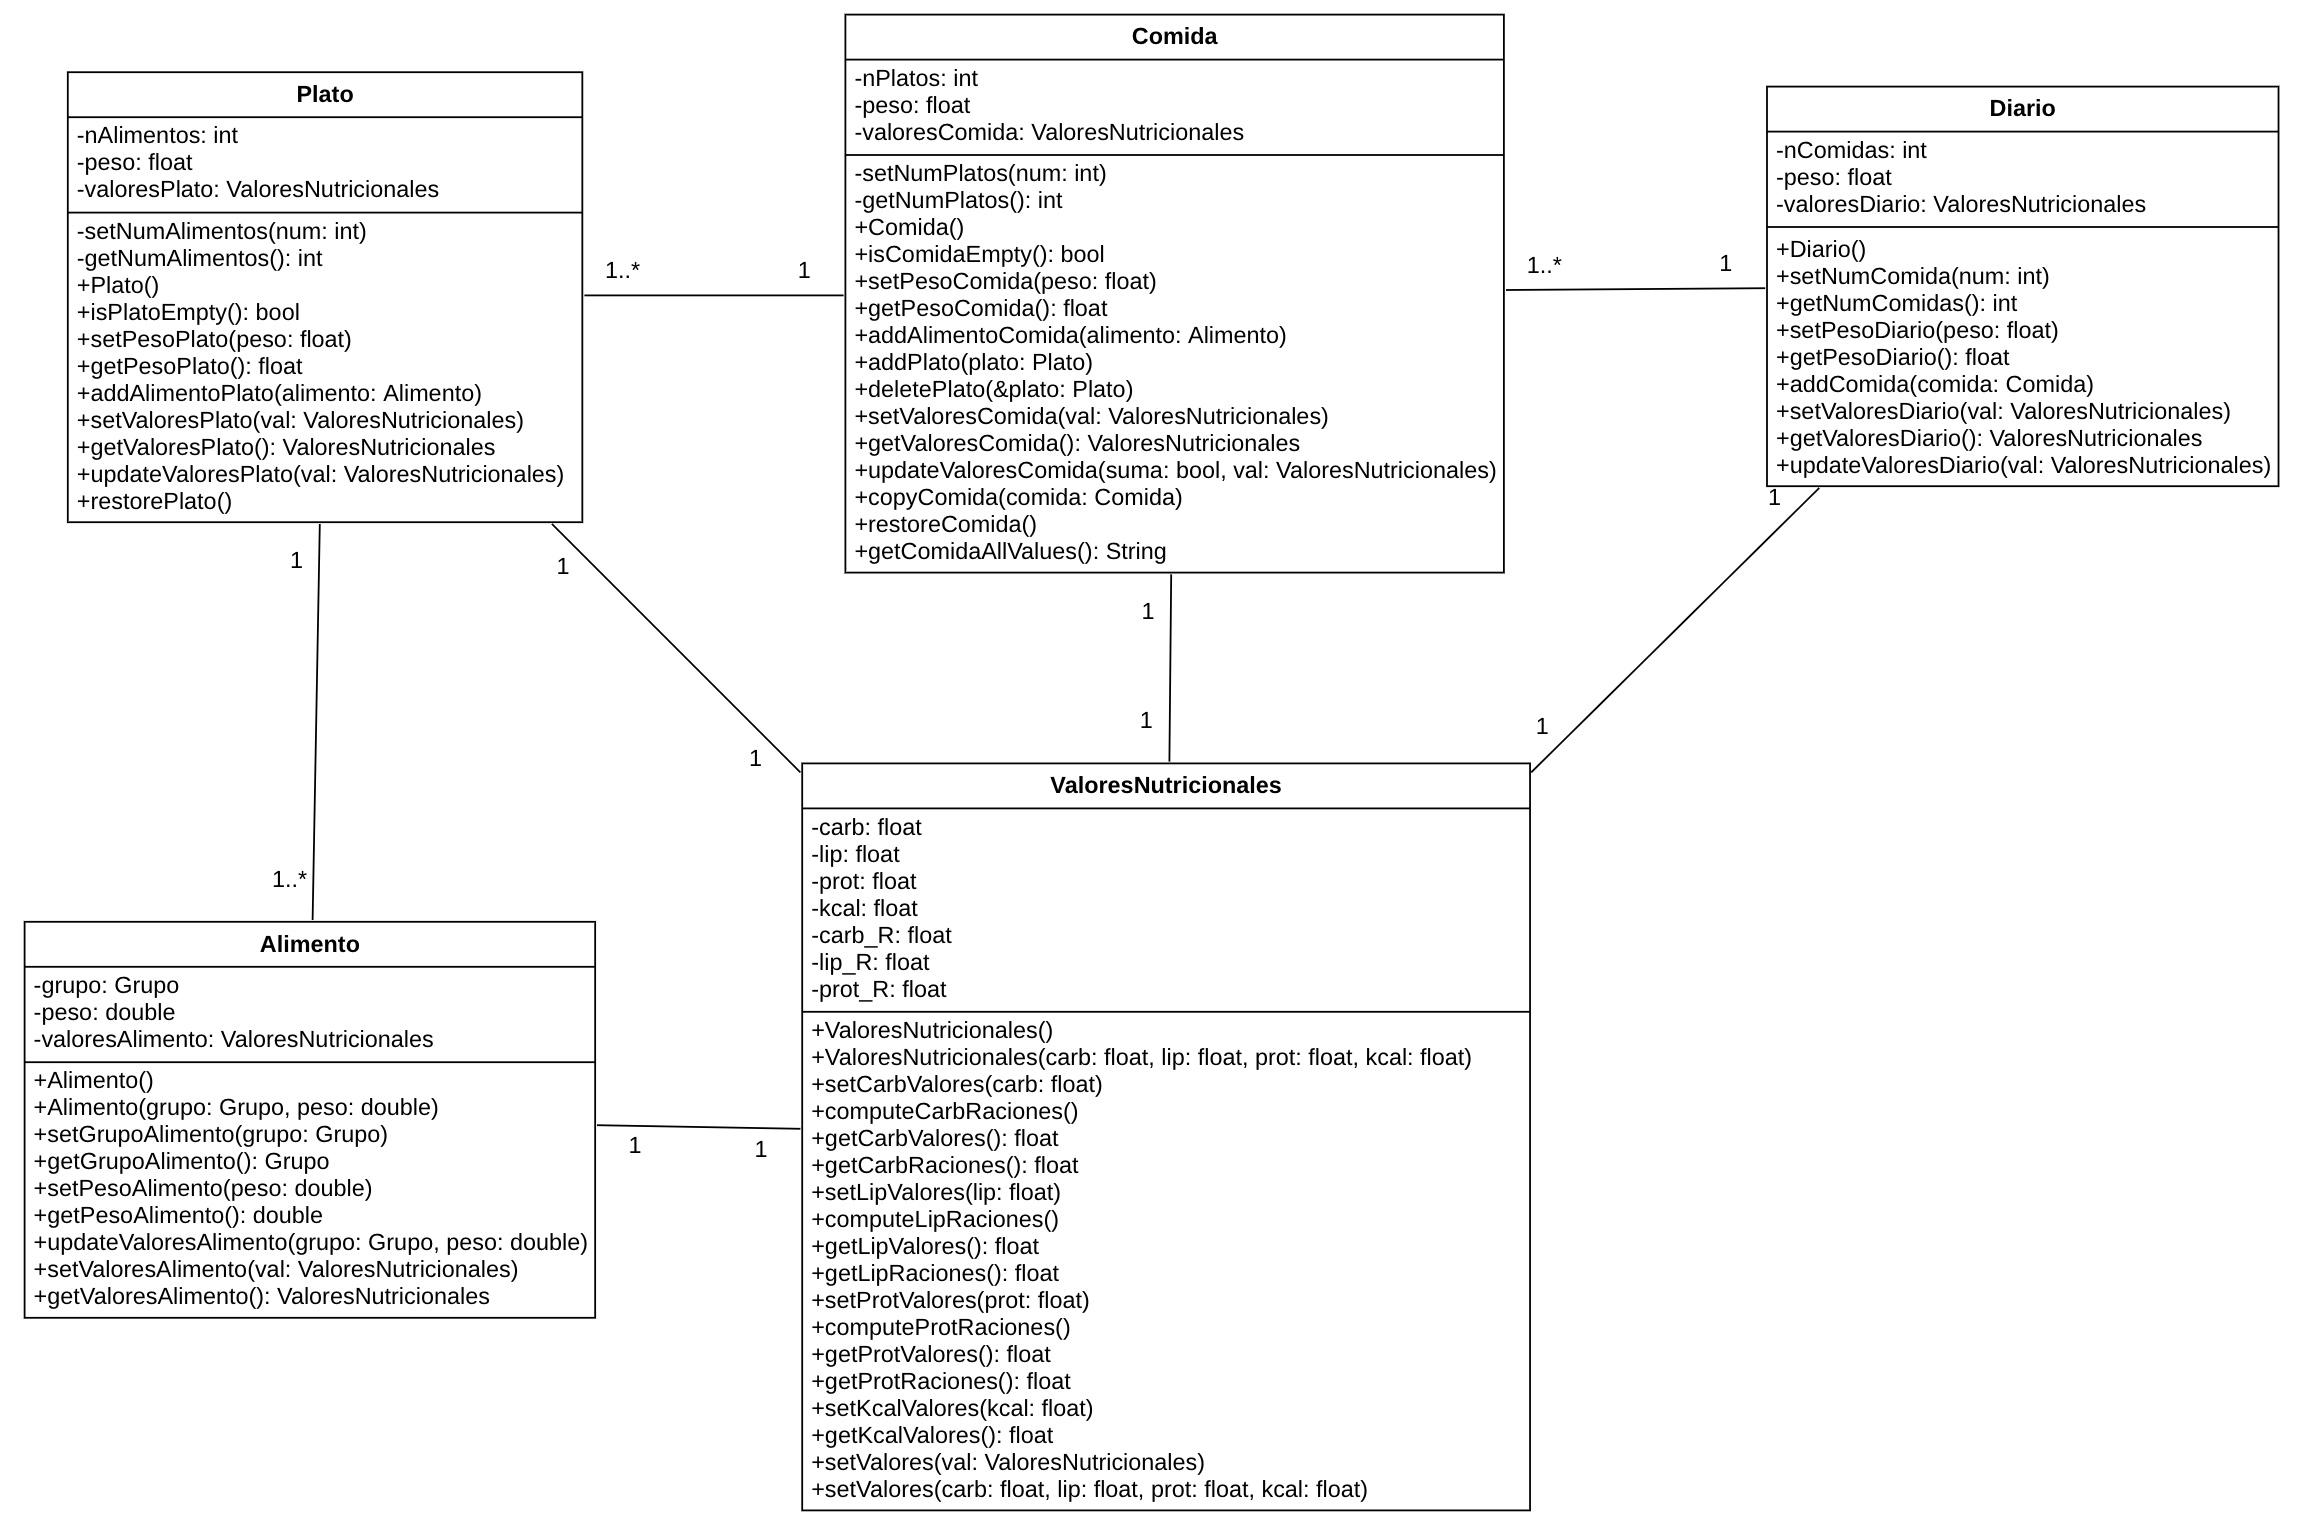 Plato
-nAlimentos: int
-peso: float
-valoresPlato: ValoresNutricionales
-setNumAlimentos(num: int)
-getNumAlimentos(): int
+Plato()
+isPlatoEmpty(): bool
+setPesoPlato(peso: float)
+getPesoPlato(): float
+addAlimentoPlato(alimento: Alimento)
+setValoresPlato(val: ValoresNutricionales)
+getValoresPlato(): ValoresNutricionales
+updateValoresPlato(val: ValoresNutricionales)
+restorePlato()
1..*
1
Comida
-nPlatos: int
-peso: float
-valoresComida: ValoresNutricionales
-setNumPlatos(num: int)
-getNumPlatos(): int
+Comida()
+isComidaEmpty(): bool
+setPesoComida(peso: float)
+getPesoComida(): float
+addAlimentoComida(alimento: Alimento)
+addPlato(plato: Plato)
+deletePlato(&plato: Plato)
+setValoresComida(val: ValoresNutricionales)
+getValoresComida(): ValoresNutricionales
+updateValoresComida(suma: bool, val: ValoresNutricionales)
+copyComida(comida: Comida)
+restoreComida()
+getComidaAllValues(): String
1..*
1
Diario
-nComidas: int
-peso: float
-valoresDiario: ValoresNutricionales
+Diario()
+setNumComida(num: int)
+getNumComidas(): int
+setPesoDiario(peso: float)
+getPesoDiario(): float
+addComida(comida: Comida)
+setValoresDiario(val: ValoresNutricionales)
+getValoresDiario(): ValoresNutricionales
+updateValoresDiario(val: ValoresNutricionales)
1
1
1
1
1
1
1
1..*
Alimento
-grupo: Grupo
-peso: double
-valoresAlimento: ValoresNutricionales
+Alimento()
+Alimento(grupo: Grupo, peso: double)
+setGrupoAlimento(grupo: Grupo)
+getGrupoAlimento(): Grupo
+setPesoAlimento(peso: double)
+getPesoAlimento(): double
+updateValoresAlimento(grupo: Grupo, peso: double)
+setValoresAlimento(val: ValoresNutricionales)
+getValoresAlimento(): ValoresNutricionales
1
1
ValoresNutricionales
-carb: float
-lip: float
-prot: float
-kcal: float
-carb_R: float
-lip_R: float
-prot_R: float
+ValoresNutricionales()
+ValoresNutricionales(carb: float, lip: float, prot: float, kcal: float)
+setCarbValores(carb: float)
+computeCarbRaciones()
+getCarbValores(): float
+getCarbRaciones(): float
+setLipValores(lip: float)
+computeLipRaciones()
+getLipValores(): float
+getLipRaciones(): float
+setProtValores(prot: float)
+computeProtRaciones()
+getProtValores(): float
+getProtRaciones(): float
+setKcalValores(kcal: float)
+getKcalValores(): float
+setValores(val: ValoresNutricionales)
+setValores(carb: float, lip: float, prot: float, kcal: float)